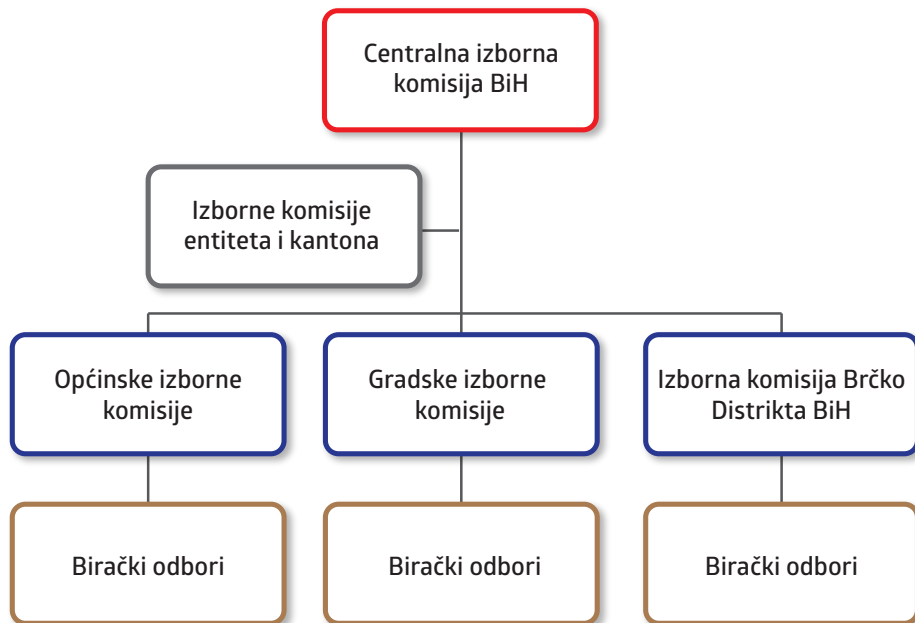 Centralna izborna
komisija BiH
Izborne komisije
entiteta i kantona
Općinske izborne
komisije
Gradske izborne
komisije
Izborna komisija Brčko
Distrikta BiH
Birački odbori
Birački odbori
Birački odbori